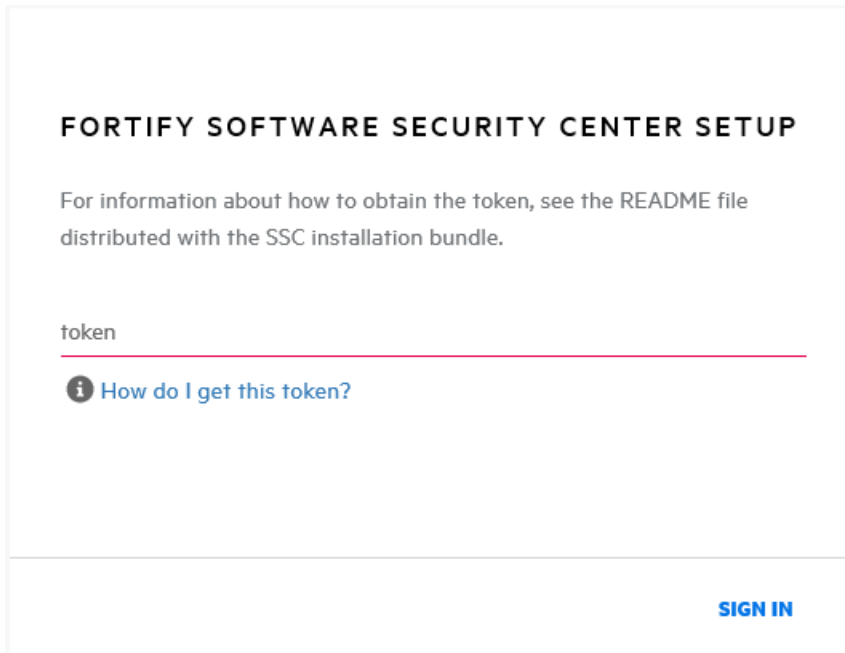 FORTIFY SOFTWARE SECURITY CENTER SETUP
For information about how to obtain the token, see the README file
distributed with the SSC installation bundle.
token
How do I get this token?
SIGN IN